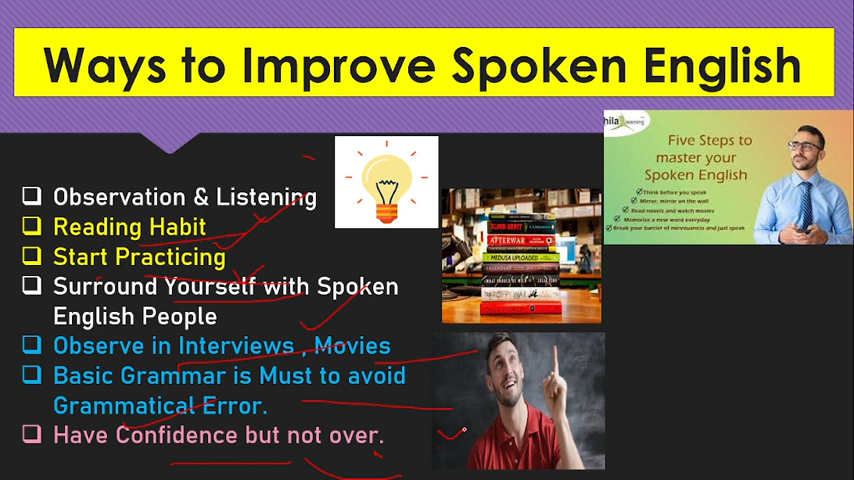 Ways to Improve Spoken English
Observation & Listening
Reading Habit
Start Practicing
Surround Yourself with Spoken
English People
Observe in Interviews , Movies
Basic Grammar is Must to avoid
Grammatical Error.
Have Confidence but not over.
Five Steps to
master your
Spoken English
Think before you speak
Mirror, mirror on the wall
Read novels and watch movies
Memorise a new word everyday
Break your barrier of nervousness and just speak
BLOOD ORBIT
AFTERWAR
MEDUSA UPLOADED